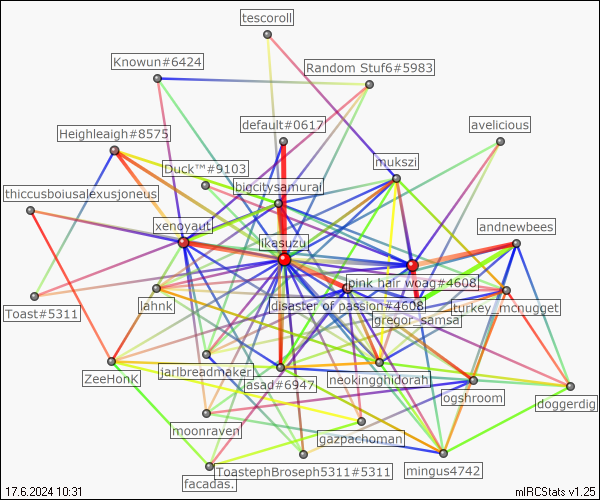 tescoroll
Knowun#6424
Random Stuf6#5983
default#0617
avelicious
Heighleaigh#8575
mukszi
Duck™#9103
bigcitysamurai
thiccusboiusalexusjoneus
xenoyaut
andnewbees
likasuzu
pink hair woag#4608
lahnk
disaster of passion#4608
turkey_mcnugget
Toast#5311
gregor_samsa
ZeeHonK
jarlbreadmaker
asad#6947
neokingghidorah
ogshroom
doggerdig
moonraven
gazpachoman
facadas.
ToastephBroseph5311#5311
mingus4742
17.6.2024 10:31
mIRCStats v1.25